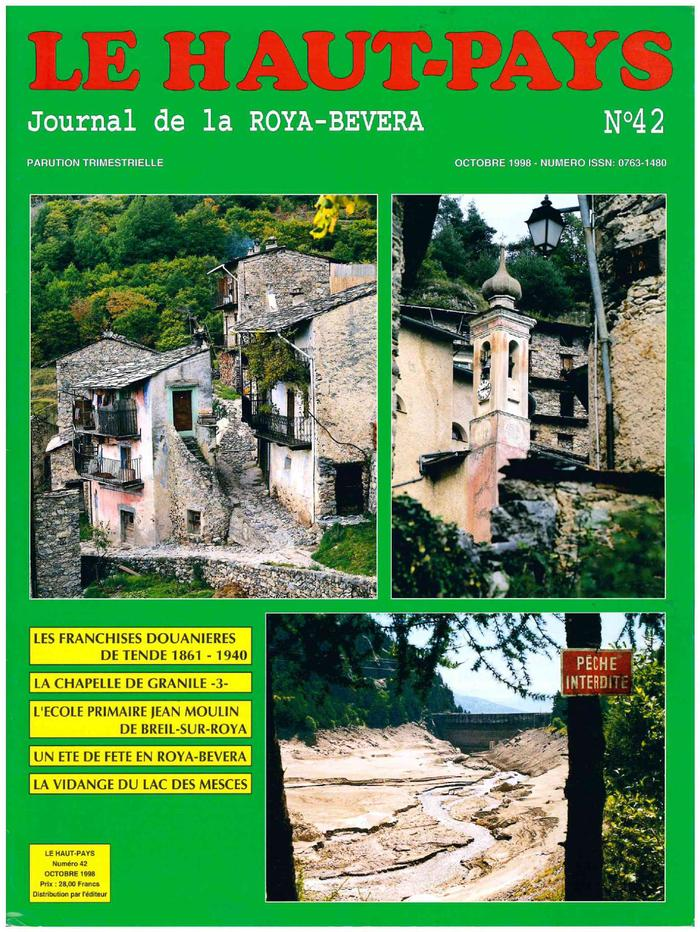 LE HAUT-PAYS
Journal de la ROYA-BEVERA N°42
PARUTION TRIMESTRIELLE OCTOBRE 1998 - NUMERO ISSN: 0763-1480
PÊCHE
INTERDITE
LES FRANCHISES DOUANIERES
DE TENDE 1861 - 1940
LA CHAPELLE DE GRANILE -3-
L'ECOLE PRIMAIRE JEAN MOULIN
DE BREIL-SUR-ROYA
UN ETE DE FETE EN ROYA-BEVERA
LA VIDANGE DU LAC DES MESCES
LE HAUT-PAYS
Numéro 42
OCTOBRE 1998
Prix : 28,00 Francs
Distribution par l'éditeur